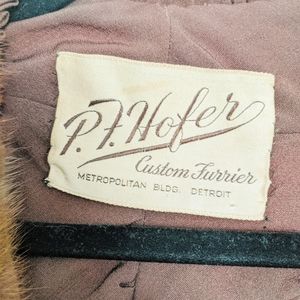 P. F. Hofer
Custom Furrier
METROPOLITAN BLDG. DETROIT